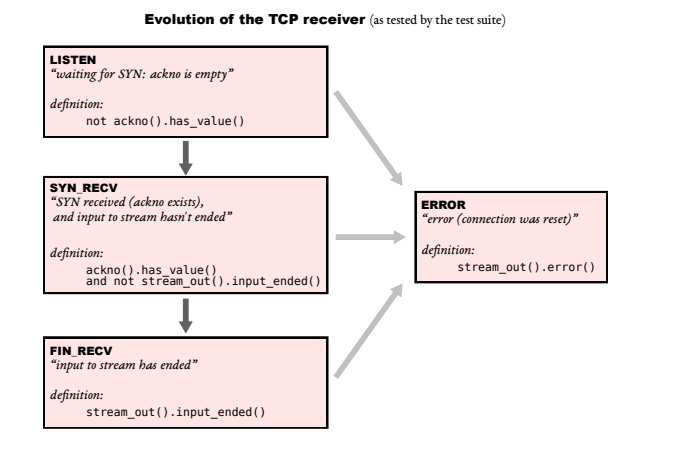 Evolution of the TCP receiver (as tested by the test suite)
LISTEN
“waiting for SYN: ackno is empty”
definition:
not ackno().has_value()
SYN_RECV
“SYN received (ackno exists),
and input to stream hasn't ended”
definition:
ackno().has_value()
and not stream_out().input_ended()
FIN_RECV
“input to stream has ended”
definition:
stream_out().input_ended()
ERROR
“error (connection was reset)”
definition:
stream_out().error()